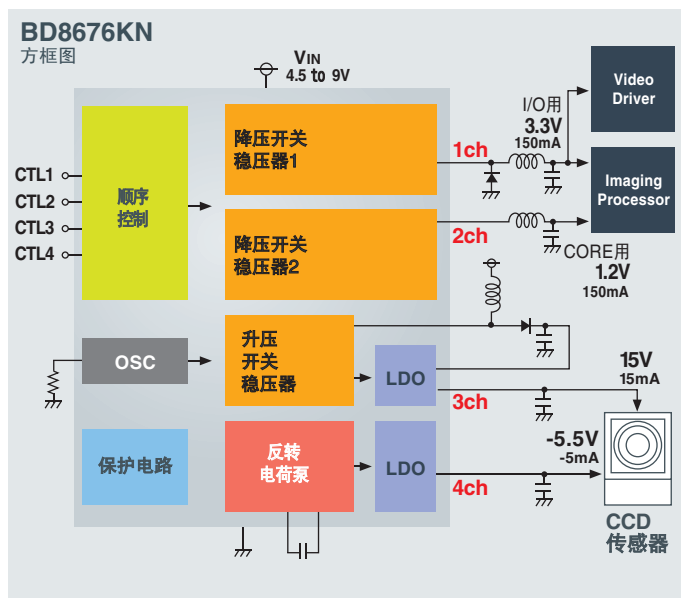 BD8676KN
方框图
VIN
4.5 to 9V
Video
Driver
I/O用
3.3V
150mA
降压开关
稳压器1
1ch
CTL1
CTL2
CTL3
CTL4
顺序
控制
Imaging
Processor
降压开关
稳压器2
2ch
CORE用
1.2V
150mA
OSC
升压
开关
稳压器
LDO
3ch
15V
15mA
保护电路
反转
电荷泵
LDO
4ch
-5.5V
-5mA
CCD
传感器